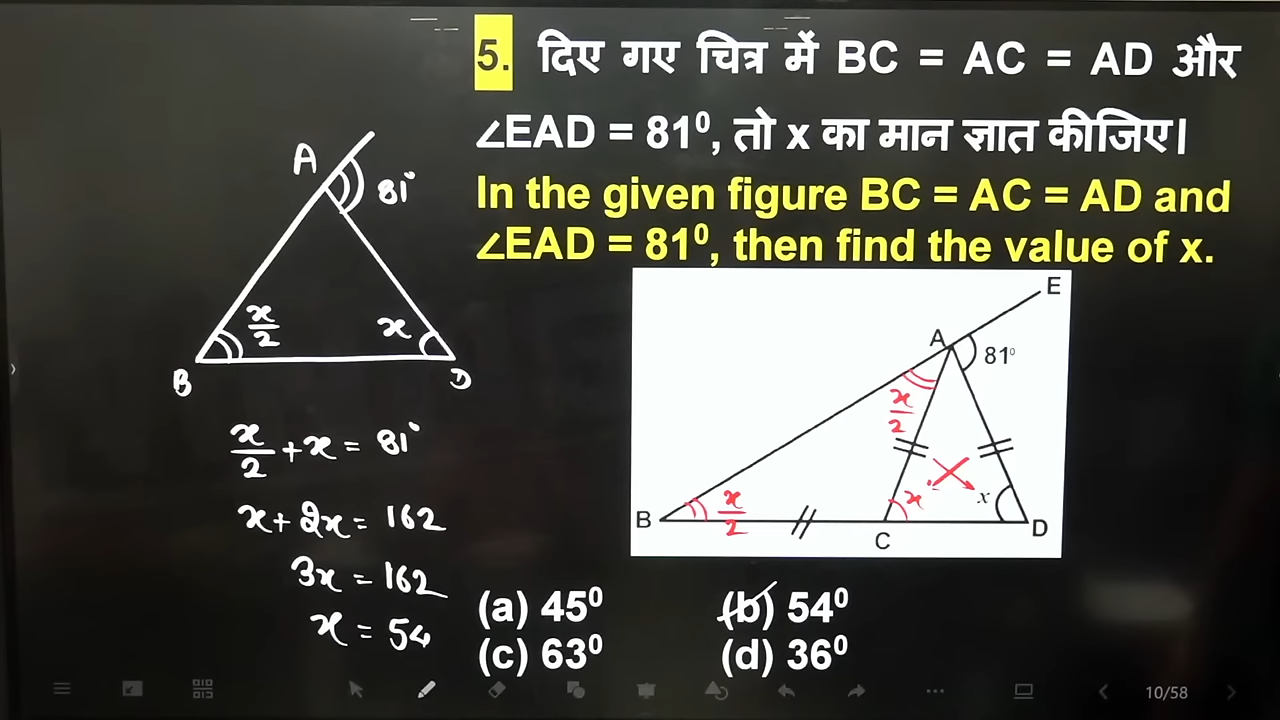 5. दिए गए चित्र में BC = AC = AD और
∠EAD = 81⁰, तो x का मान ज्ञात कीजिए।
In the given figure BC = AC = AD and
∠EAD = 81⁰, then find the value of x.
A
81°
x/2
x
B
D
x/2 + x = 81°
x + 2x = 162
3x = 162
x = 54
E
A
81⁰
x/2
x/2
x
x
B
C
D
(a) 45⁰ (b) 54⁰
(c) 63⁰ (d) 36⁰
10/58